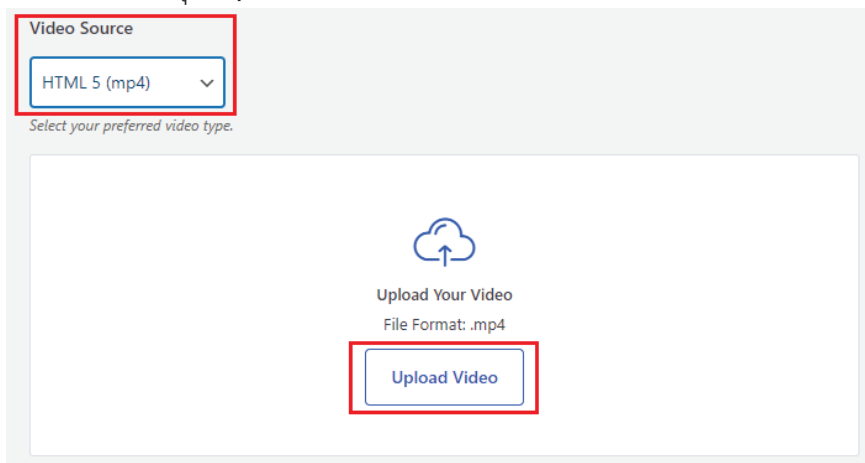 Video Source
HTML 5 (mp4)
Select your preferred video type.
Upload Your Video
File Format: .mp4
Upload Video